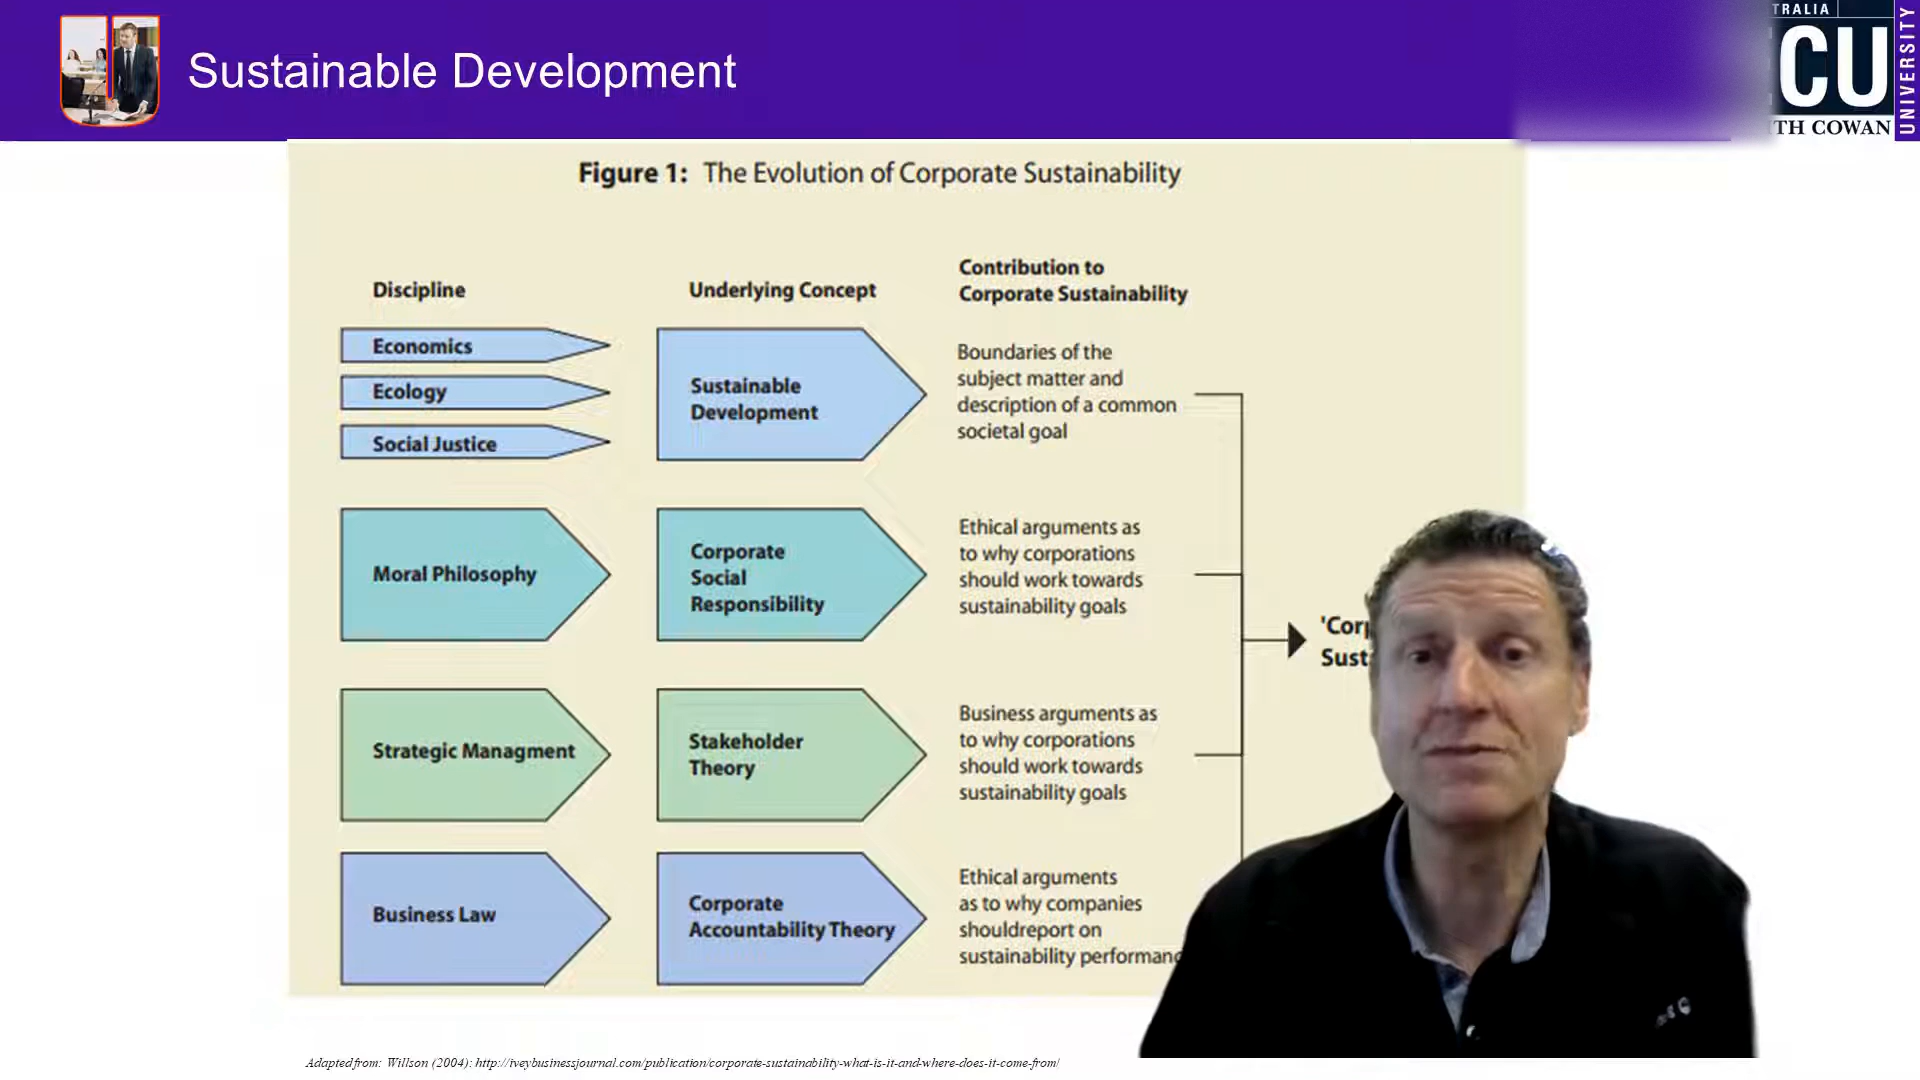 Sustainable Development
TRALIA
CU
UNIVERSITY
TH COWAN
Figure 1: The Evolution of Corporate Sustainability
Discipline
Underlying Concept
Contribution to
Corporate Sustainability
Economics
Ecology
Social Justice
Sustainable
Development
Boundaries of the
subject matter and
description of a common
societal goal
Moral Philosophy
Corporate
Social
Responsibility
Ethical arguments as
to why corporations
should work towards
sustainability goals
'Corp
Sust
Strategic Managment
Stakeholder
Theory
Business arguments as
to why corporations
should work towards
sustainability goals
Business Law
Corporate
Accountability Theory
Ethical arguments
as to why companies
shouldreport on
sustainability performanc
Adapted from: Willson (2004): http://iveybusinessjournal.com/publication/corporate-sustainability-what-is-it-and-where-does-it-come-from/